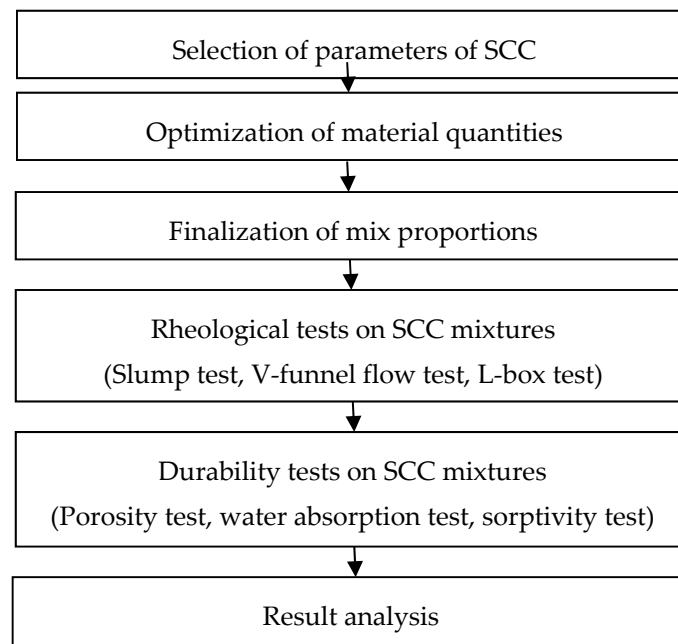 Selection of parameters of SCC
Optimization of material quantities
Finalization of mix proportions
Rheological tests on SCC mixtures
(Slump test, V-funnel flow test, L-box test)
Durability tests on SCC mixtures
(Porosity test, water absorption test, sorptivity test)
Result analysis